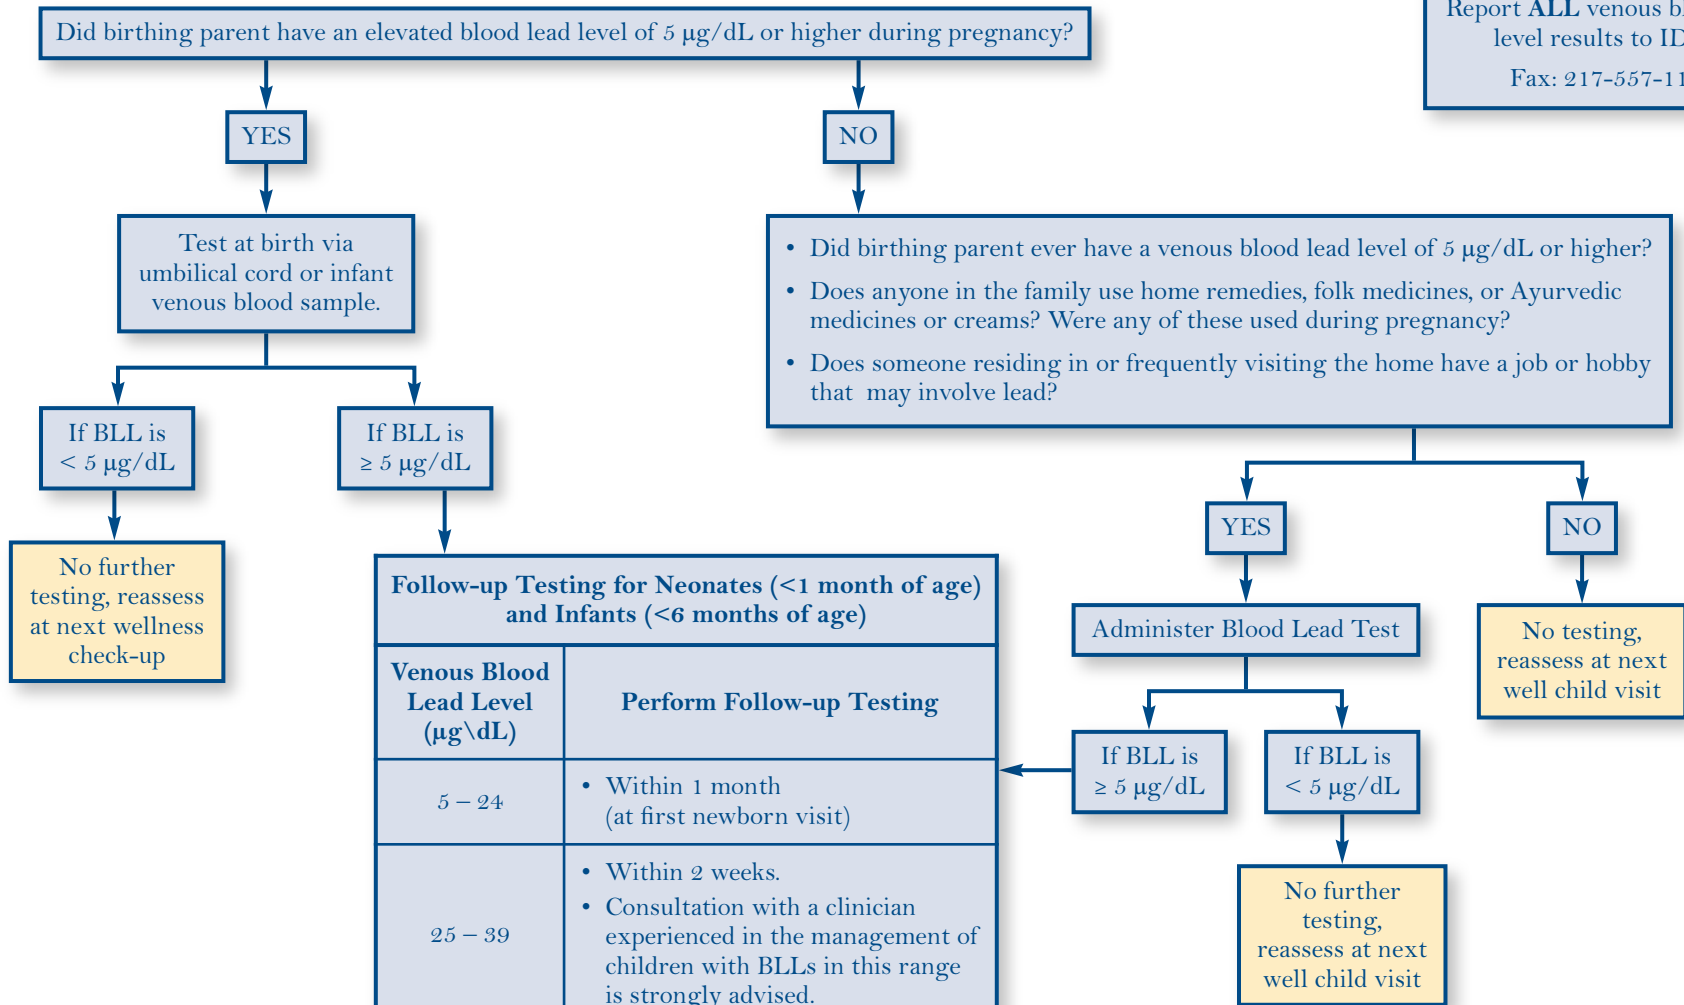 Did birthing parent have an elevated blood lead level of 5 µg/dL or higher during pregnancy?
Report ALL venous
level results to
Fax: 217-557-11
YES
NO
Test at birth via
umbilical cord or infant
venous blood sample.
• Did birthing parent ever have a venous blood lead level of 5 µg/dL or higher?
• Does anyone in the family use home remedies, folk medicines, or Ayurvedic
medicines or creams? Were any of these used during pregnancy?
• Does someone residing in or frequently visiting the home have a job or hobby
that may involve lead?
If BLL is
< 5 µg/dL
If BLL is
≥ 5 µg/dL
No further
testing, reassess
at next wellness
check-up
YES
NO
Administer Blood Lead Test
No testing,
reassess at next
well child visit
If BLL is
≥ 5 µg/dL
If BLL is
< 5 µg/dL
No further
testing,
reassess at next
well child visit
Follow-up Testing for Neonates (<1 month of age)
and Infants (<6 months of age)
Venous Blood
Lead Level
(µg\dL)
Perform Follow-up Testing
5 – 24
• Within 1 month
(at first newborn visit)
25 – 39
• Within 2 weeks.
• Consultation with a clinician
experienced in the management of
children with BLLs in this range
is strongly advised.